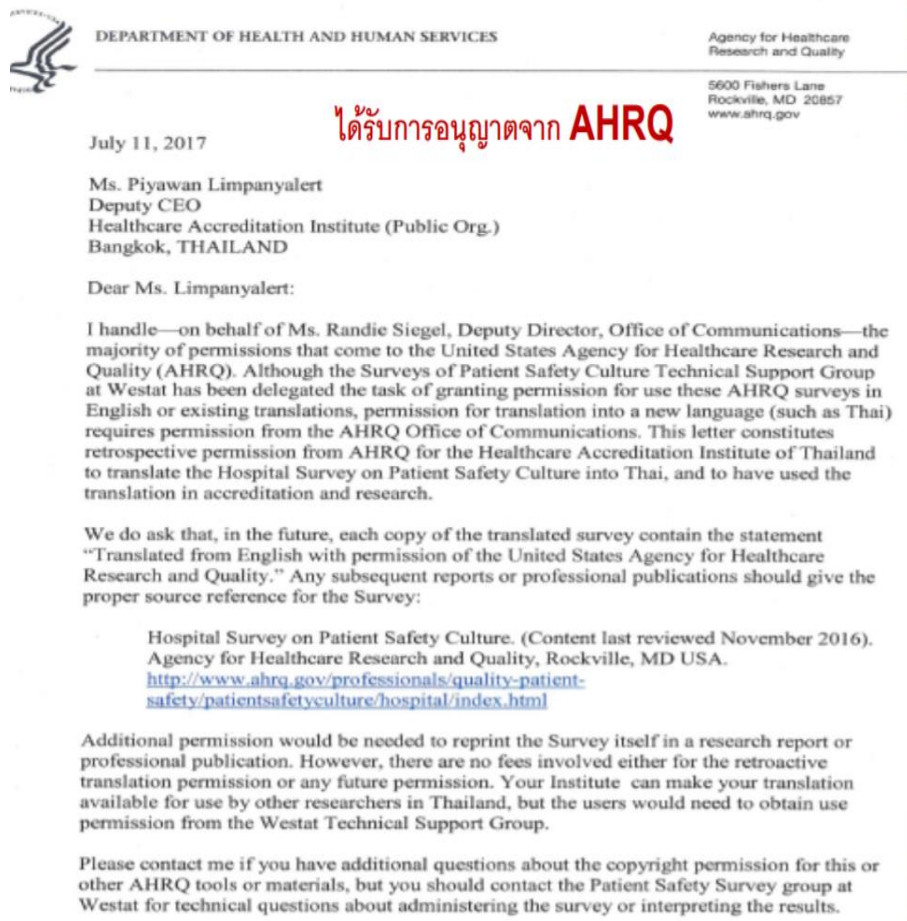 DEPARTMENT OF HEALTH AND HUMAN SERVICES
Agency for Healthcare
Research and Quality
5600 Fishers Lane
Rockville, MD 20857
www.ahrq.gov
ได้รับการอนุญาตจาก AHRQ
July 11, 2017
Ms. Piyawan Limpanyalert
Deputy CEO
Healthcare Accreditation Institute (Public Org.)
Bangkok, THAILAND
Dear Ms. Limpanyalert:
I handle—on behalf of Ms. Randie Siegel, Deputy Director, Office of Communications—the
majority of permissions that come to the United States Agency for Healthcare Research and
Quality (AHRQ). Although the Surveys of Patient Safety Culture Technical Support Group
at Westat has been delegated the task of granting permission for use these AHRQ surveys in
English or existing translations, permission for translation into a new language (such as Thai)
requires permission from the AHRQ Office of Communications. This letter constitutes
retrospective permission from AHRQ for the Healthcare Accreditation Institute of Thailand
to translate the Hospital Survey on Patient Safety Culture into Thai, and to have used the
translation in accreditation and research.
We do ask that, in the future, each copy of the translated survey contain the statement
“Translated from English with permission of the United States Agency for Healthcare
Research and Quality.” Any subsequent reports or professional publications should give the
proper source reference for the Survey:
Hospital Survey on Patient Safety Culture. (Content last reviewed November 2016).
Agency for Healthcare Research and Quality, Rockville, MD USA.
http://www.ahrq.gov/professionals/quality-patient-
safety/patientsafetyculture/hospital/index.html
Additional permission would be needed to reprint the Survey itself in a research report or
professional publication. However, there are no fees involved either for the retroactive
translation permission or any future permission. Your Institute can make your translation
available for use by other researchers in Thailand, but the users would need to obtain use
permission from the Westat Technical Support Group.
Please contact me if you have additional questions about the copyright permission for this or
other AHRQ tools or materials, but you should contact the Patient Safety Survey group at
Westat for technical questions about administering the survey or interpreting the results.